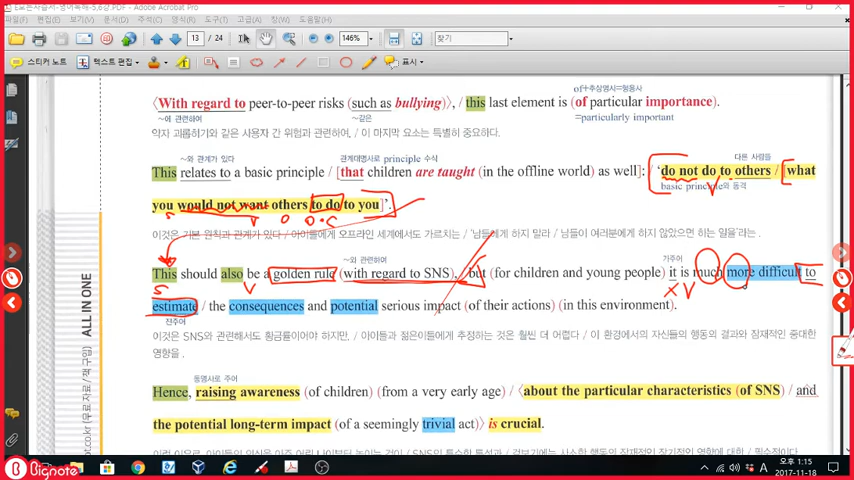 파일(F) 편집(E) 보기(V) 문서(D) 주석(C) 양식(R) 도구(T) 고급(A) 창(W) 도움말(H)
13 / 24
146%
찾기
스티커 노트
텍스트 편집
표시
With regard to peer-to-peer risks (such as bullying), / this last element is (of particular importance).
of+추상명사=형용사
~에 관련하여
~같은
=particularly important
약자 괴롭히기와 같은 사용자 간 위험과 관련하여, / 이 마지막 요소는 특별히 중요하다.
~와 관계가 있다
관계대명사로 principle 수식
다른 사람들
This relates to a basic principle / [that children are taught (in the offline world) as well]: / 'do not do to others / [what
basic principle와 동격
you would not want others to do to you]'.
S V O O·C
이것은 기본 원칙과 관계가 있다 / 아이들에게 오프라인 세계에서도 가르치는 / '남들에게 하지 말라 / 남들이 여러분에게 하지 않았으면 하는 일을'라는.
~와 관련하여
가주어
This should also be a golden rule (with regard to SNS), / but (for children and young people) it is much more difficult to
S V
estimate / the consequences and potential serious impact (of their actions) (in this environment).
진주어
이것은 SNS와 관련해서도 황금률이어야 하지만, / 아이들과 젊은이들에게 추정하는 것은 훨씬 더 어렵다 / 이 환경에서의 자신들의 행동의 결과와 잠재적인 중대한
영향을.
동명사로 주어
Hence, raising awareness (of children) (from a very early age) / ⟨about the particular characteristics (of SNS) / and
the potential long-term impact (of a seemingly trivial act)⟩ is crucial.
ALL IN ONE
Bignote
오후 1:15
2017-11-18